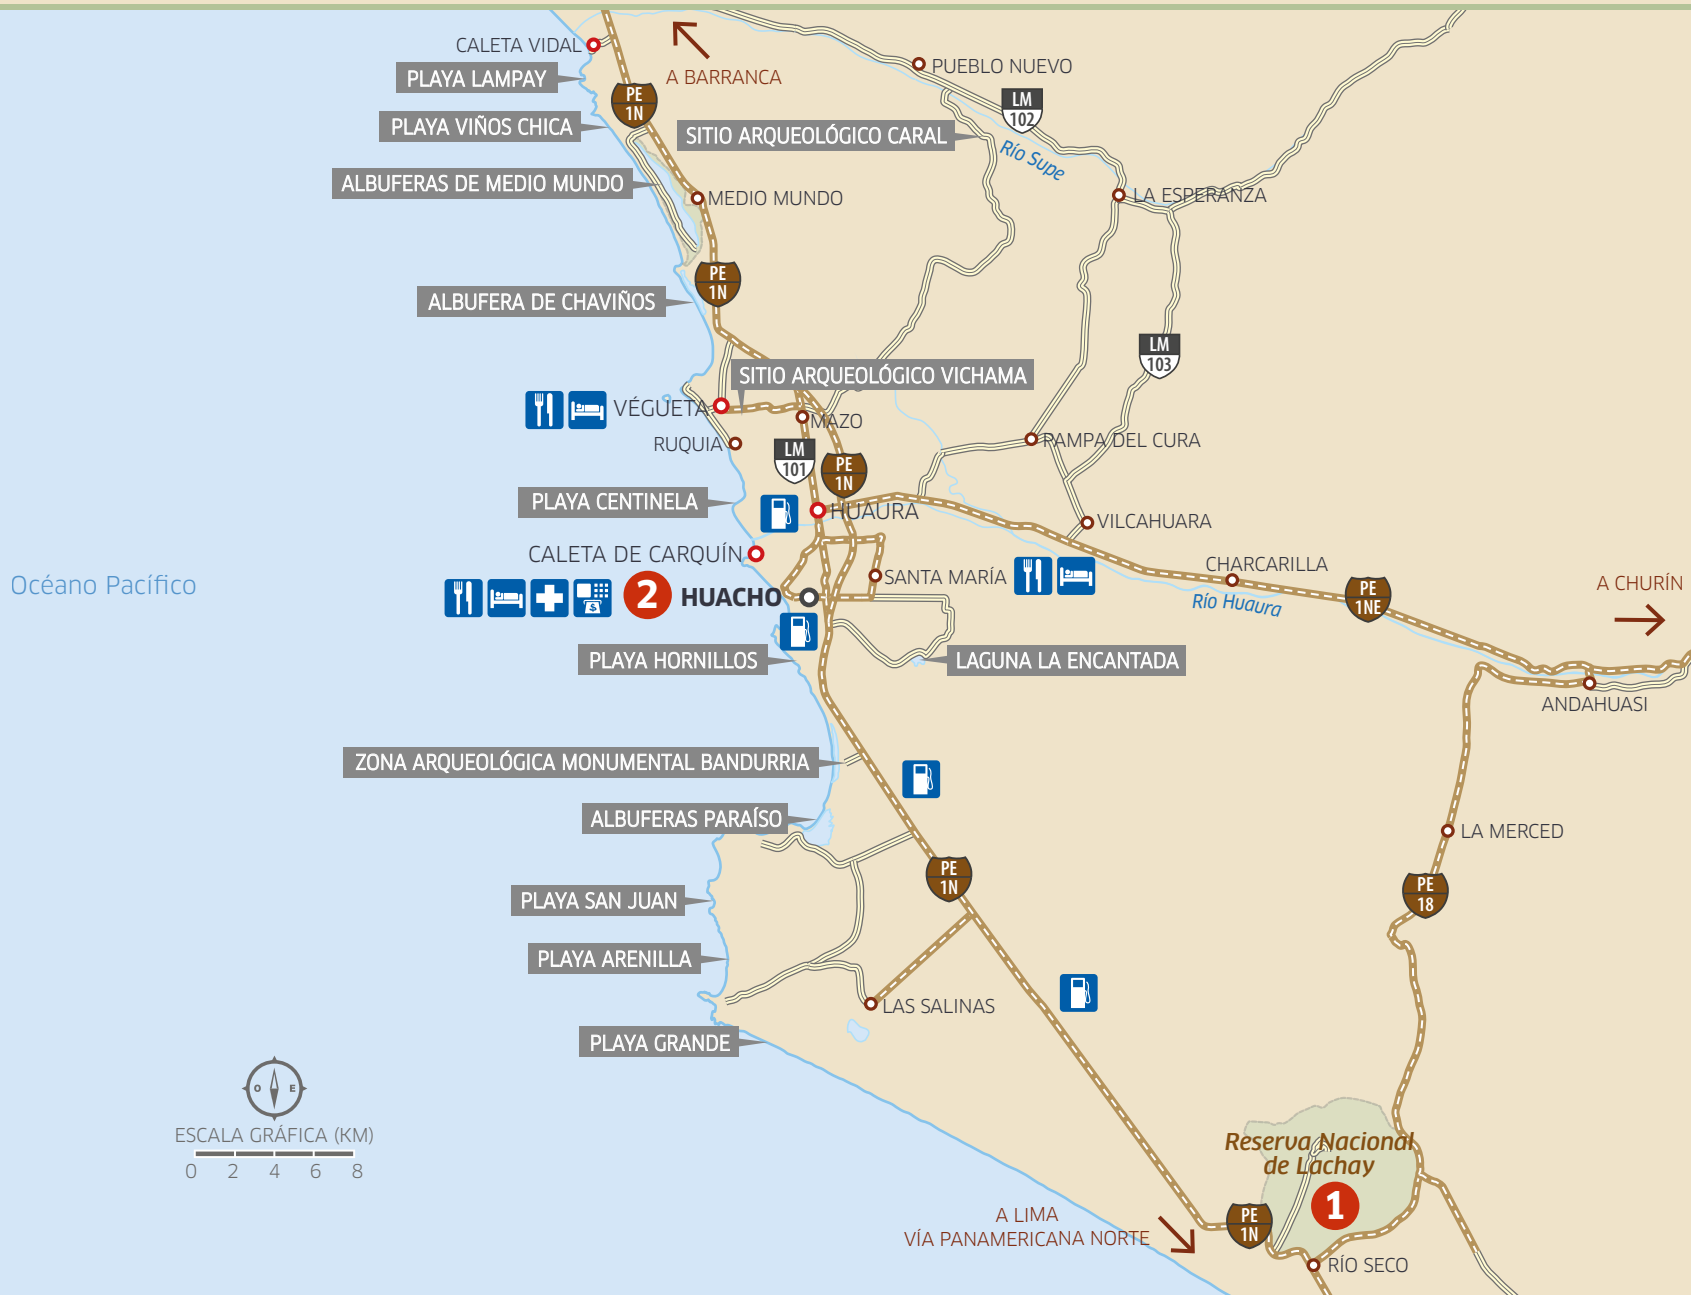 CALETA VIDAL
A BARRANCA
PLAYA LAMPAY
PUEBLO NUEVO
PE
1N
LM
102
PLAYA VIÑOS CHICA
SITIO ARQUEOLÓGICO CARAL
Río Supe
ALBUFERAS DE MEDIO MUNDO
MEDIO MUNDO
LA ESPERANZA
PE
1N
ALBUFERA DE CHAVIÑOS
LM
103
SITIO ARQUEOLÓGICO VICHAMA
VÉGUETA
MAZO
RUQUIA
PAMPA DEL CURA
LM
101
PE
1N
PLAYA CENTINELA
HUAURA
VILCAHUARA
CALETA DE CARQUÍN
CHARCARILLA
SANTA MARÍA
Océano Pacífico
$
2
HUACHO
Río Huaura
PE
1NE
A CHURÍN
PLAYA HORNILLOS
LAGUNA LA ENCANTADA
ANDAHUASI
ZONA ARQUEOLÓGICA MONUMENTAL BANDURRIA
ALBUFERAS PARAÍSO
LA MERCED
PE
1N
PE
18
PLAYA SAN JUAN
PLAYA ARENILLA
LAS SALINAS
PLAYA GRANDE
O E
ESCALA GRÁFICA (KM)
0 2 4 6 8
Reserva Nacional
de Lachay
1
A LIMA
VÍA PANAMERICANA NORTE
PE
1N
RÍO SECO